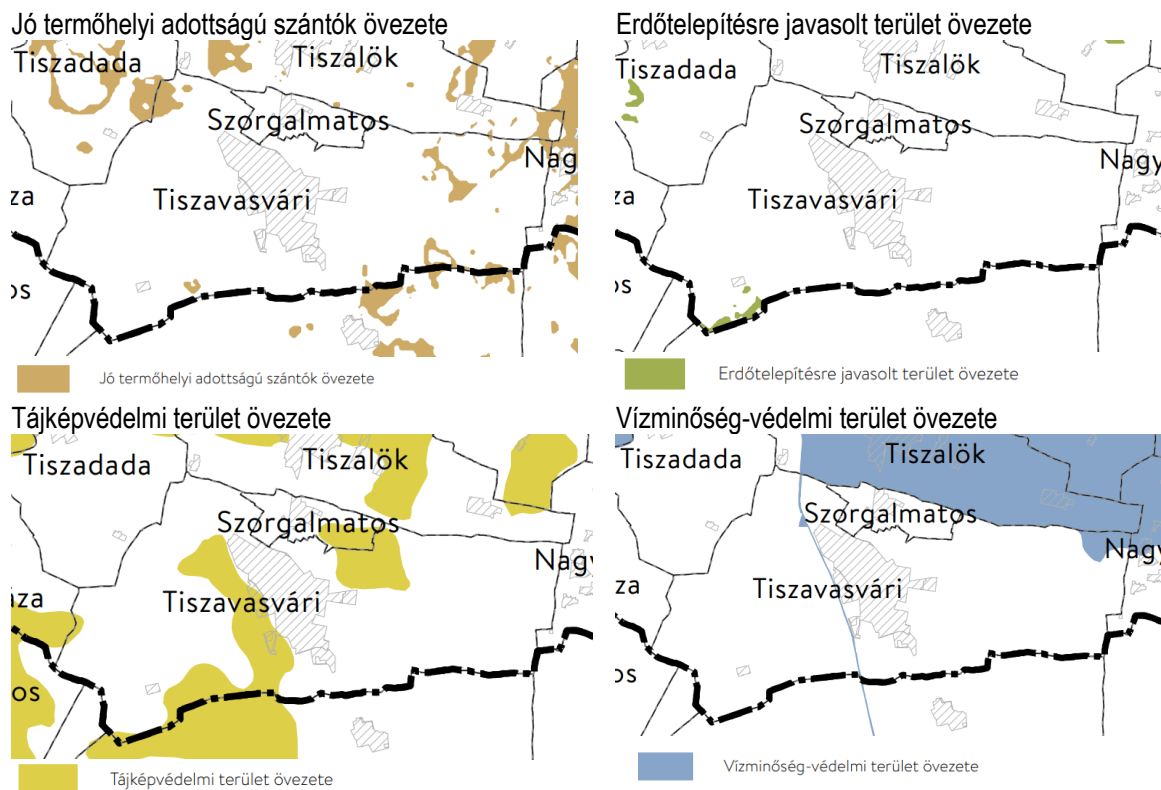 Jó termőhelyi adottságú szántók övezete
Tiszadada
Tiszalök
Szorgalmatos
Nag
za
Tiszavasvári
os
Jó termőhelyi adottságú szántók övezete
Erdőtelepítésre javasolt terület övezete
Tiszadada
Tiszalök
Szorgalmatos
Nagy
za
Tiszavasvári
os
Erdőtelepítésre javasolt terület övezete
Tájképvédelmi terület övezete
Tiszadada
Tiszalök
Szorgalmatos
Nagy
za
Tiszavasvári
os
Tájképvédelmi terület övezete
Vízminőség-védelmi terület övezete
Tiszadada
Tiszalök
Szorgalmatos
Nagy
za
Tiszavasvári
os
Vízminőség-védelmi terület övezete